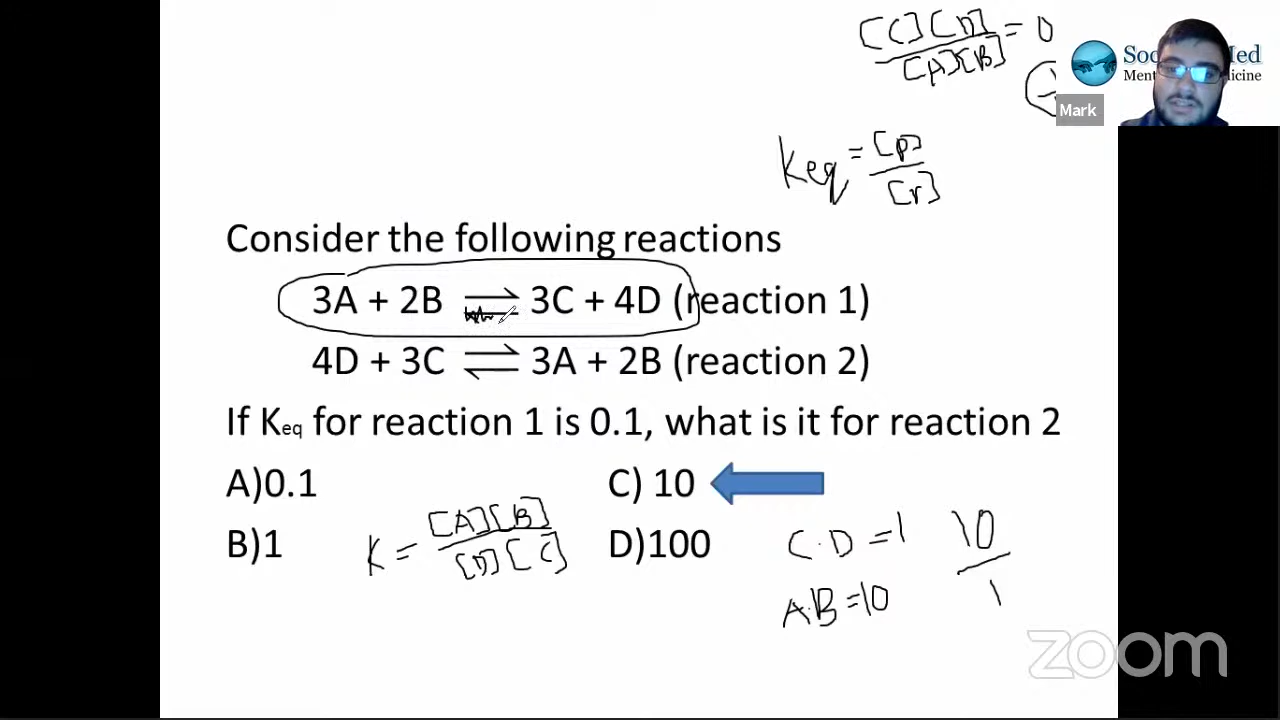 [C][D]
[A][B]
= 0
Mark
Keq = [p]
[r]
Consider the following reactions
3A + 2B ⇌ 3C + 4D (reaction 1)
4D + 3C ⇌ 3A + 2B (reaction 2)
If Keq for reaction 1 is 0.1, what is it for reaction 2
A)0.1
C) 10
B)1
D)100
K = [A][B]
[D][C]
C·D = 1
10
1
A·B = 10
zoom